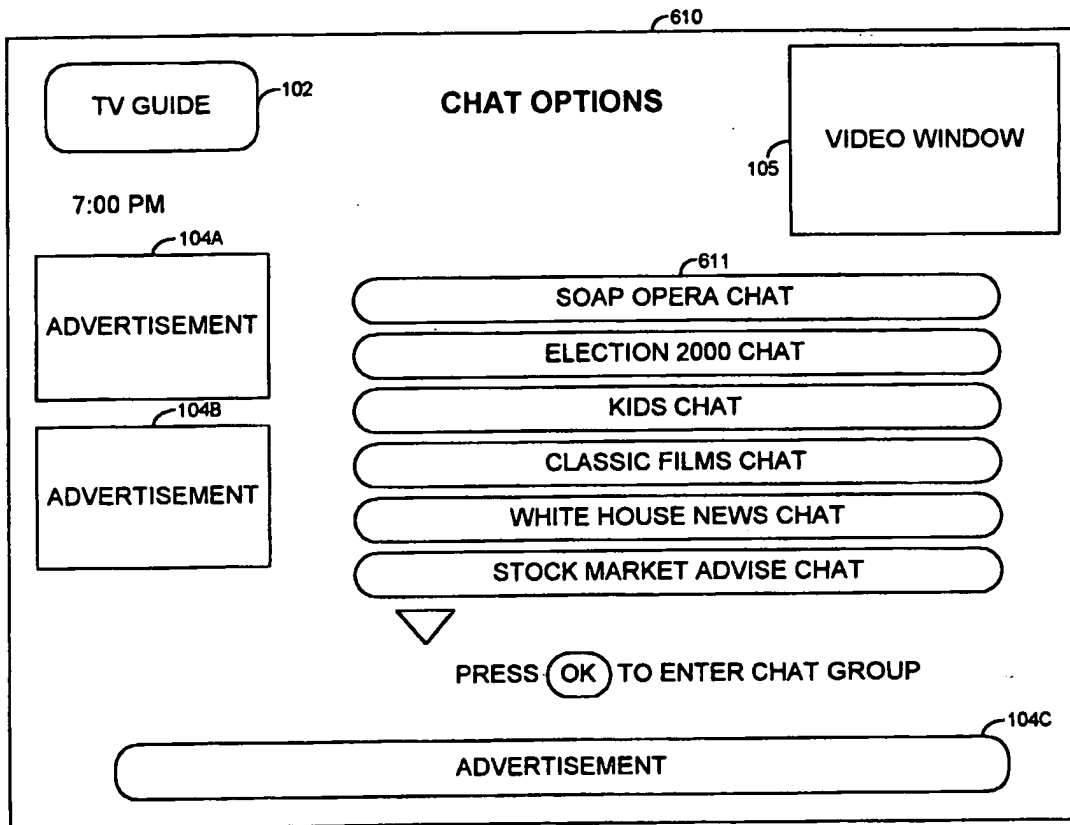 610
TV GUIDE
102
CHAT OPTIONS
VIDEO WINDOW
105
7:00 PM
104A
ADVERTISEMENT
104B
ADVERTISEMENT
611
SOAP OPERA CHAT
ELECTION 2000 CHAT
KIDS CHAT
CLASSIC FILMS CHAT
WHITE HOUSE NEWS CHAT
STOCK MARKET ADVISE CHAT
PRESS OK TO ENTER CHAT GROUP
104C
ADVERTISEMENT